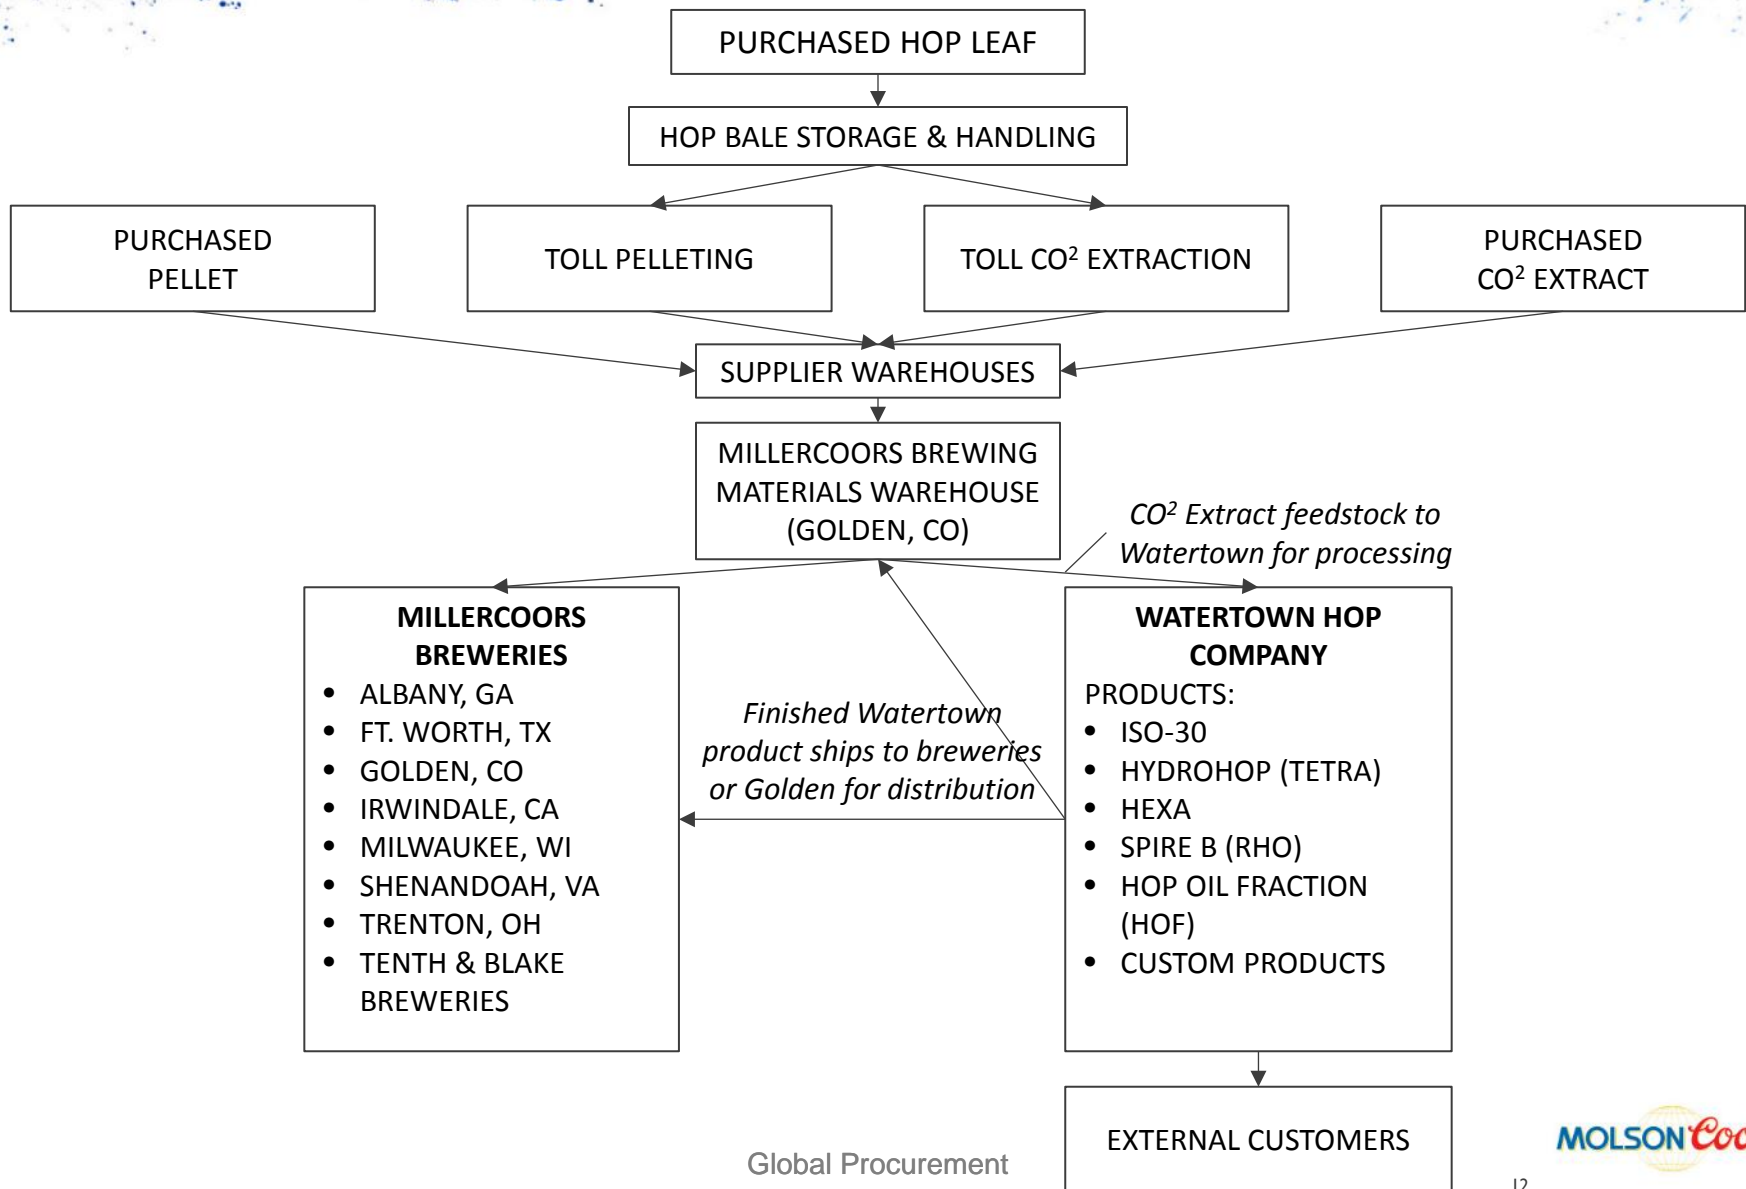 PURCHASED HOP LEAF
HOP BALE STORAGE & HANDLING
PURCHASED
PELLET
TOLL PELLETING
TOLL CO² EXTRACTION
PURCHASED
CO² EXTRACT
SUPPLIER WAREHOUSES
MILLERCOORS BREWING
MATERIALS WAREHOUSE
(GOLDEN, CO)
CO² Extract feedstock to
Watertown for processing
MILLERCOORS
BREWERIES
• ALBANY, GA
• FT. WORTH, TX
• GOLDEN, CO
• IRWINDALE, CA
• MILWAUKEE, WI
• SHENANDOAH, VA
• TRENTON, OH
• TENTH & BLAKE
BREWERIES
Finished Watertown
product ships to breweries
or Golden for distribution
WATERTOWN HOP
COMPANY
PRODUCTS:
• ISO-30
• HYDROHOP (TETRA)
• HEXA
• SPIRE B (RHO)
• HOP OIL FRACTION
(HOF)
• CUSTOM PRODUCTS
EXTERNAL CUSTOMERS
Global Procurement
MOLSON Coo
12